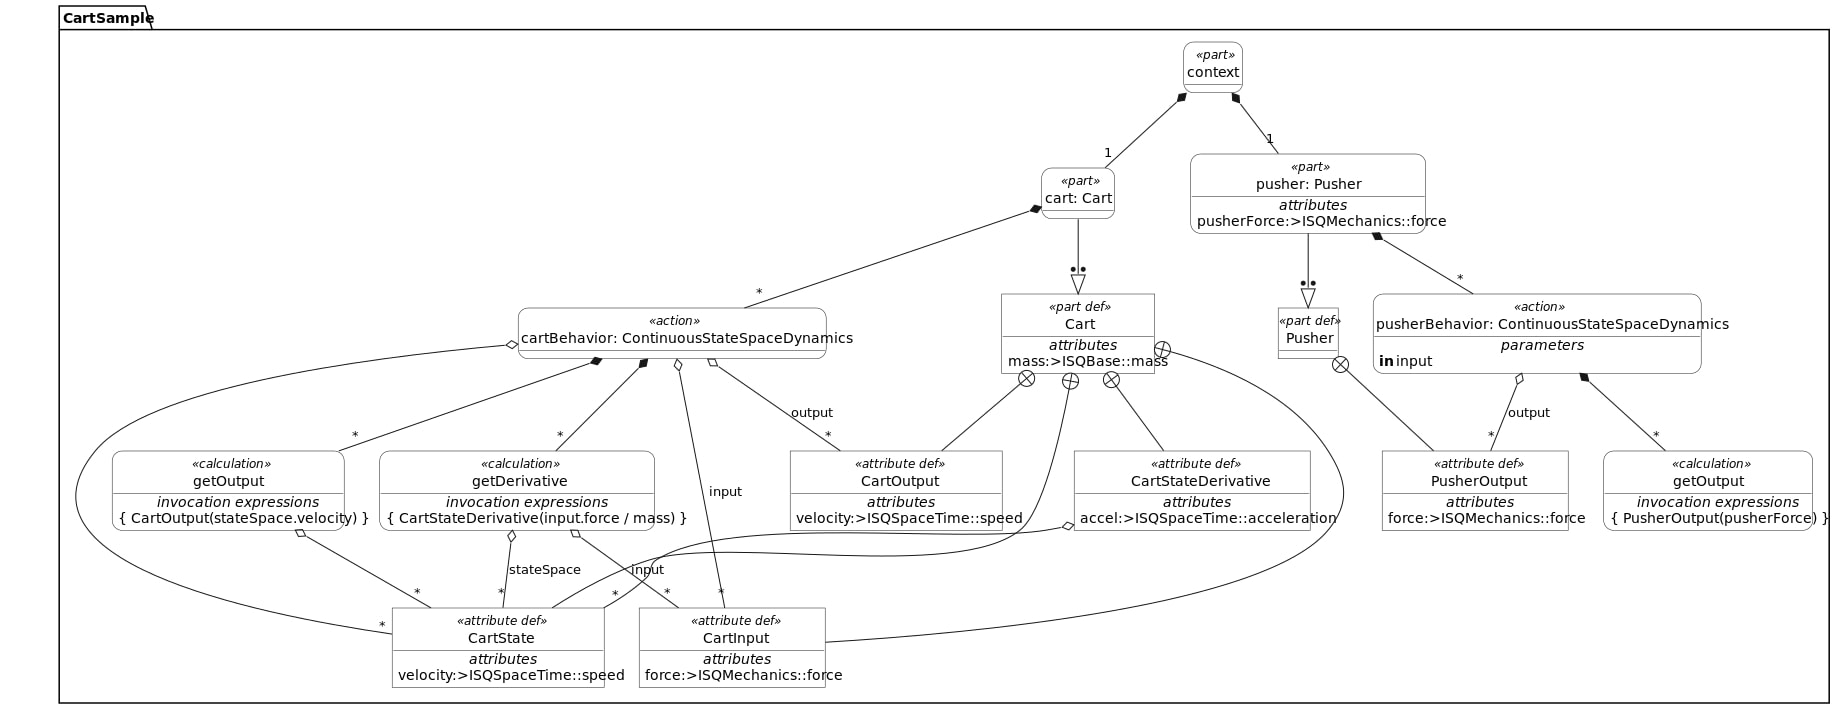 CartSample
«part»
context
1
1
«part»
cart: Cart
«part»
pusher: Pusher
attributes
pusherForce:>ISQMechanics::force
*
*
«action»
cartBehavior: ContinuousStateSpaceDynamics
«part def»
Cart
attributes
mass:>ISQBase::mass
«part def»
Pusher
«action»
pusherBehavior: ContinuousStateSpaceDynamics
parameters
in input
output
output
*
*
*
*
*
«calculation»
getOutput
invocation expressions
{ CartOutput(stateSpace.velocity) }
«calculation»
getDerivative
invocation expressions
{ CartStateDerivative(input.force / mass) }
input
«attribute def»
CartOutput
attributes
velocity:>ISQSpaceTime::speed
«attribute def»
CartStateDerivative
attributes
accel:>ISQSpaceTime::acceleration
«attribute def»
PusherOutput
attributes
force:>ISQMechanics::force
«calculation»
getOutput
invocation expressions
{ PusherOutput(pusherForce) }
stateSpace
input
*
*
*
*
*
*
«attribute def»
CartState
attributes
velocity:>ISQSpaceTime::speed
«attribute def»
CartInput
attributes
force:>ISQMechanics::force